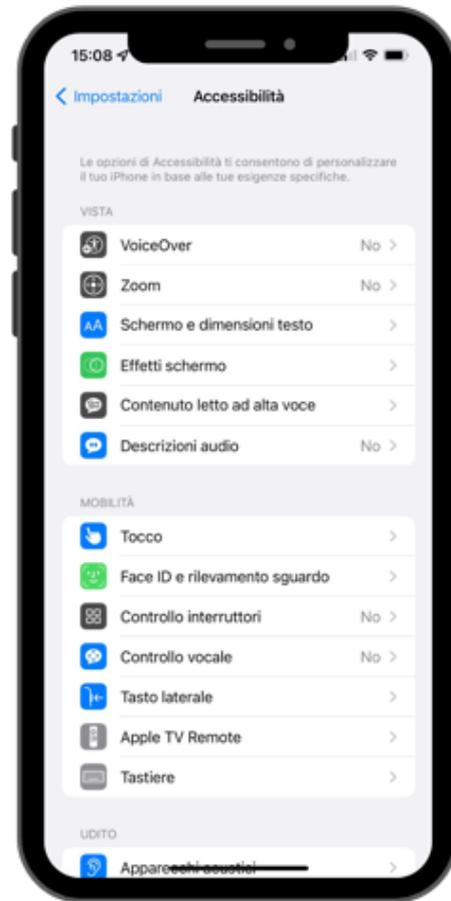 15:08
Impostazioni Accessibilità
Le opzioni di Accessibilità ti consentono di personalizzare
il tuo iPhone in base alle tue esigenze specifiche.
VISTA
VoiceOver No
Zoom No
Schermo e dimensioni testo
Effetti schermo
Contenuto letto ad alta voce
Descrizioni audio No
MOBILITÀ
Tocco
Face ID e rilevamento sguardo
Controllo interruttori No
Controllo vocale No
Tasto laterale
Apple TV Remote
Tastiere
UDITO
Apparecchi acustici